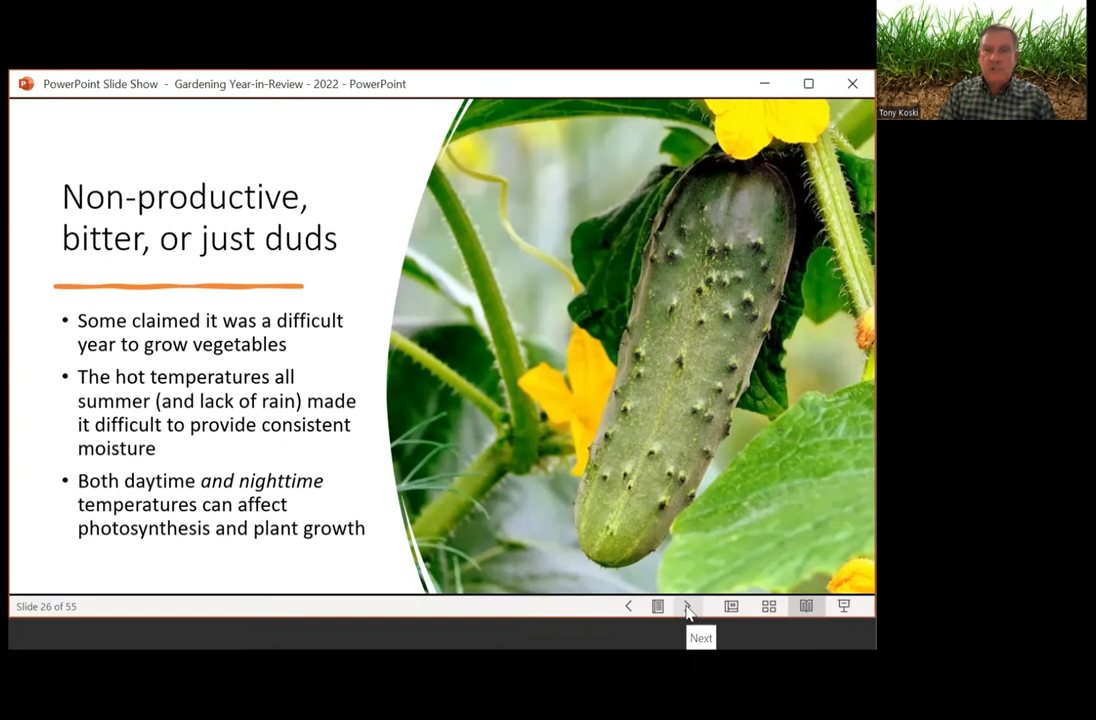 PowerPoint Slide Show - Gardening Year-in-Review - 2022 - PowerPoint
Tony Koski
Non-productive,
bitter, or just duds
• Some claimed it was a difficult
year to grow vegetables
• The hot temperatures all
summer (and lack of rain) made
it difficult to provide consistent
moisture
• Both daytime and nighttime
temperatures can affect
photosynthesis and plant growth
Slide 26 of 55
Next